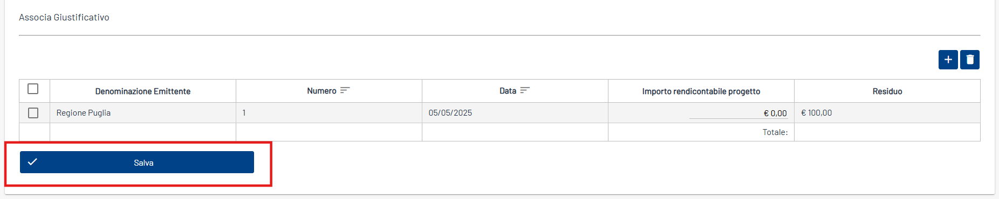 Associa Giustificativo
Denominazione Emittente Numero Data Importo rendicontabile progetto Residuo
Regione Puglia 1 05/05/2025 € 0,00 € 100,00
Totale:
Salva